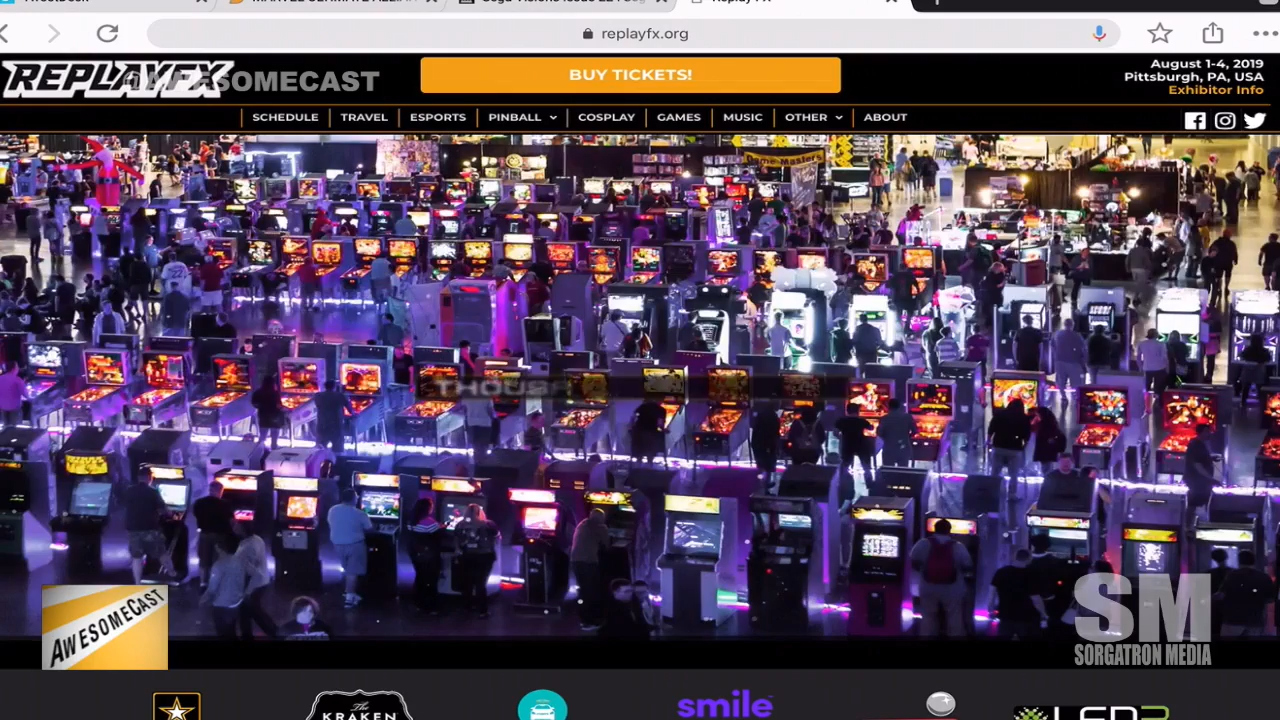 replayfx.org
REPLAYFX
@AWESOMECAST
BUY TICKETS!
August 1-4, 2019
Pittsburgh, PA, USA
Exhibitor Info
SCHEDULE
TRAVEL
ESPORTS
PINBALL
COSPLAY
GAMES
MUSIC
OTHER
ABOUT
AWESOMECAST
SM
SORGATRON MEDIA
The
KRAKEN
smile